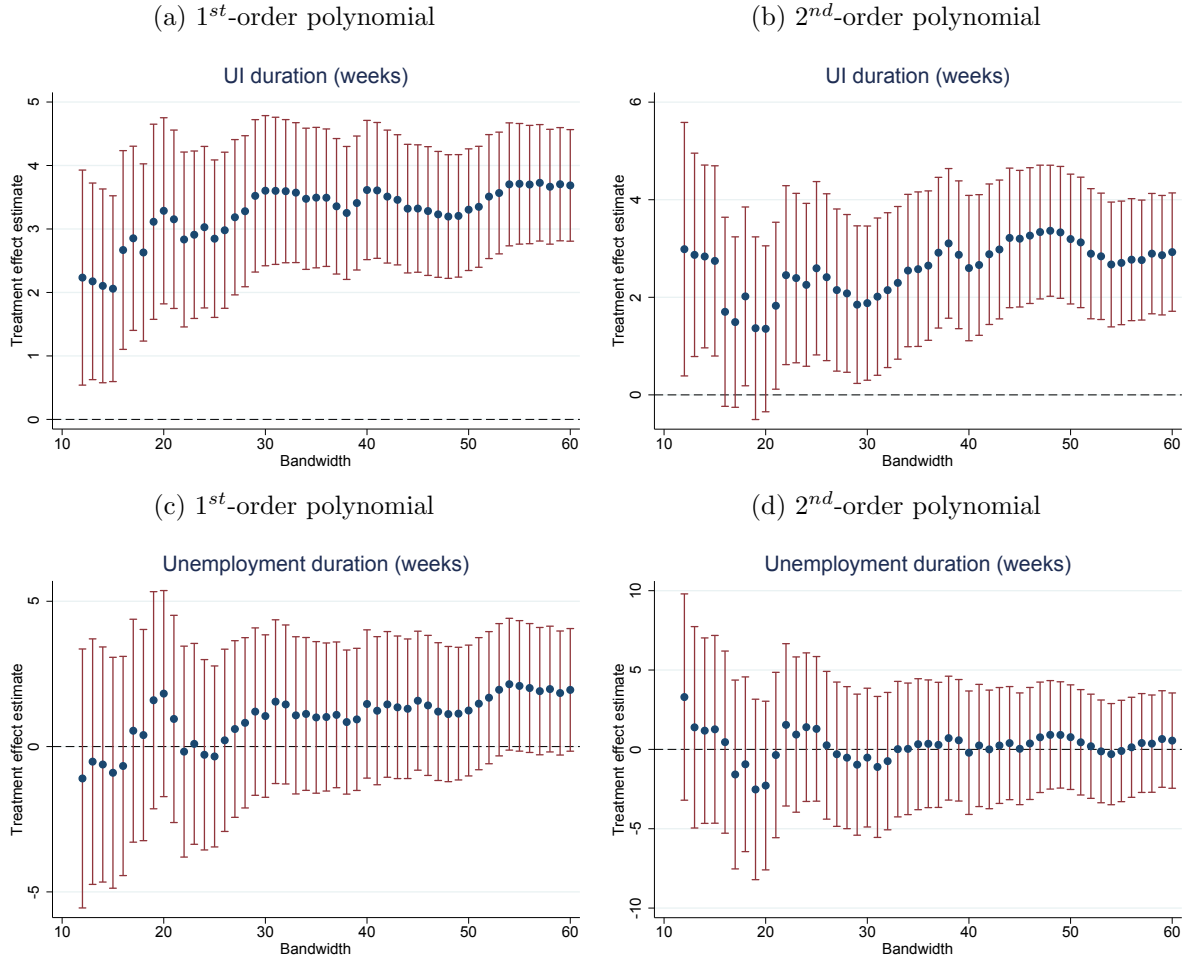 (a) 1st-order polynomial
UI duration (weeks)
Treatment effect estimate
5
4
3
2
1
0
10 20 30 40 50 60
Bandwidth
(b) 2nd-order polynomial
UI duration (weeks)
Treatment effect estimate
6
4
2
0
10 20 30 40 50 60
Bandwidth
(c) 1st-order polynomial
Unemployment duration (weeks)
Treatment effect estimate
5
0
-5
10 20 30 40 50 60
Bandwidth
(d) 2nd-order polynomial
Unemployment duration (weeks)
Treatment effect estimate
10
5
0
-5
-10
10 20 30 40 50 60
Bandwidth